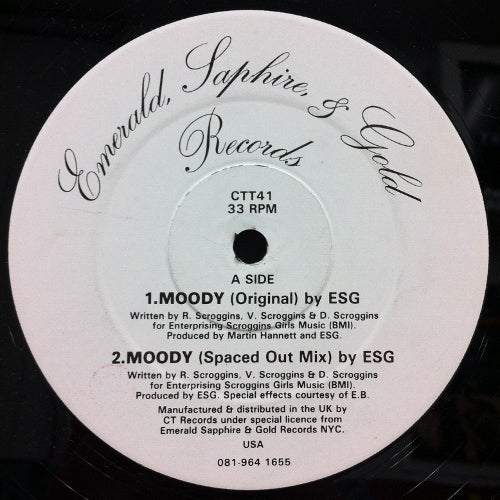 Emerald, Saphire, & Gold
Records
CTT41
33 RPM
A SIDE
1.MOODY (Original) by ESG
Written by R. Scroggins, V. Scroggins & D. Scroggins
for Enterprising Scroggins Girls Music (BMI).
Produced by Martin Hannett and ESG.
2.MOODY (Spaced Out Mix) by ESG
Written by R. Scroggins, V. Scroggins & D. Scroggins
for Enterprising Scroggins Girls Music (BMI).
Produced by ESG. Special effects courtesy of E.B.
Manufactured & distributed in the UK by
CT Records under special licence from
Emerald Sapphire & Gold Records NYC.
USA
081-964 1655